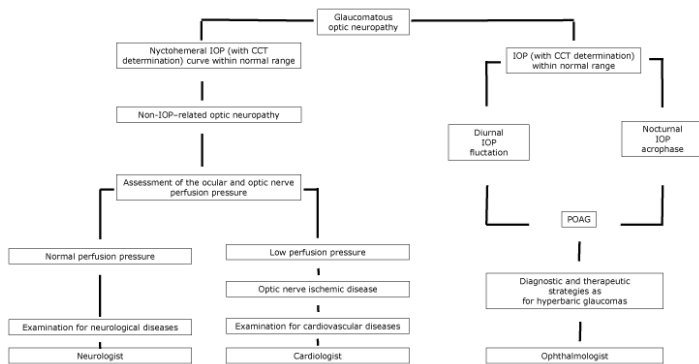 Glaucomatous
optic neuropathy
Nyctohemeral IOP (with CCT
determination) curve within normal range
IOP (with CCT determination)
within normal range
Non-IOP–related optic neuropathy
Diurnal
IOP
fluctation
Nocturnal
IOP
acrophase
Assessment of the ocular and optic nerve
perfusion pressure
POAG
Normal perfusion pressure
Low perfusion pressure
Optic nerve ischemic disease
Diagnostic and therapeutic
strategies as
for hyperbaric glaucomas
Examination for neurological diseases
Examination for cardiovascular diseases
Neurologist
Cardiologist
Ophthalmologist